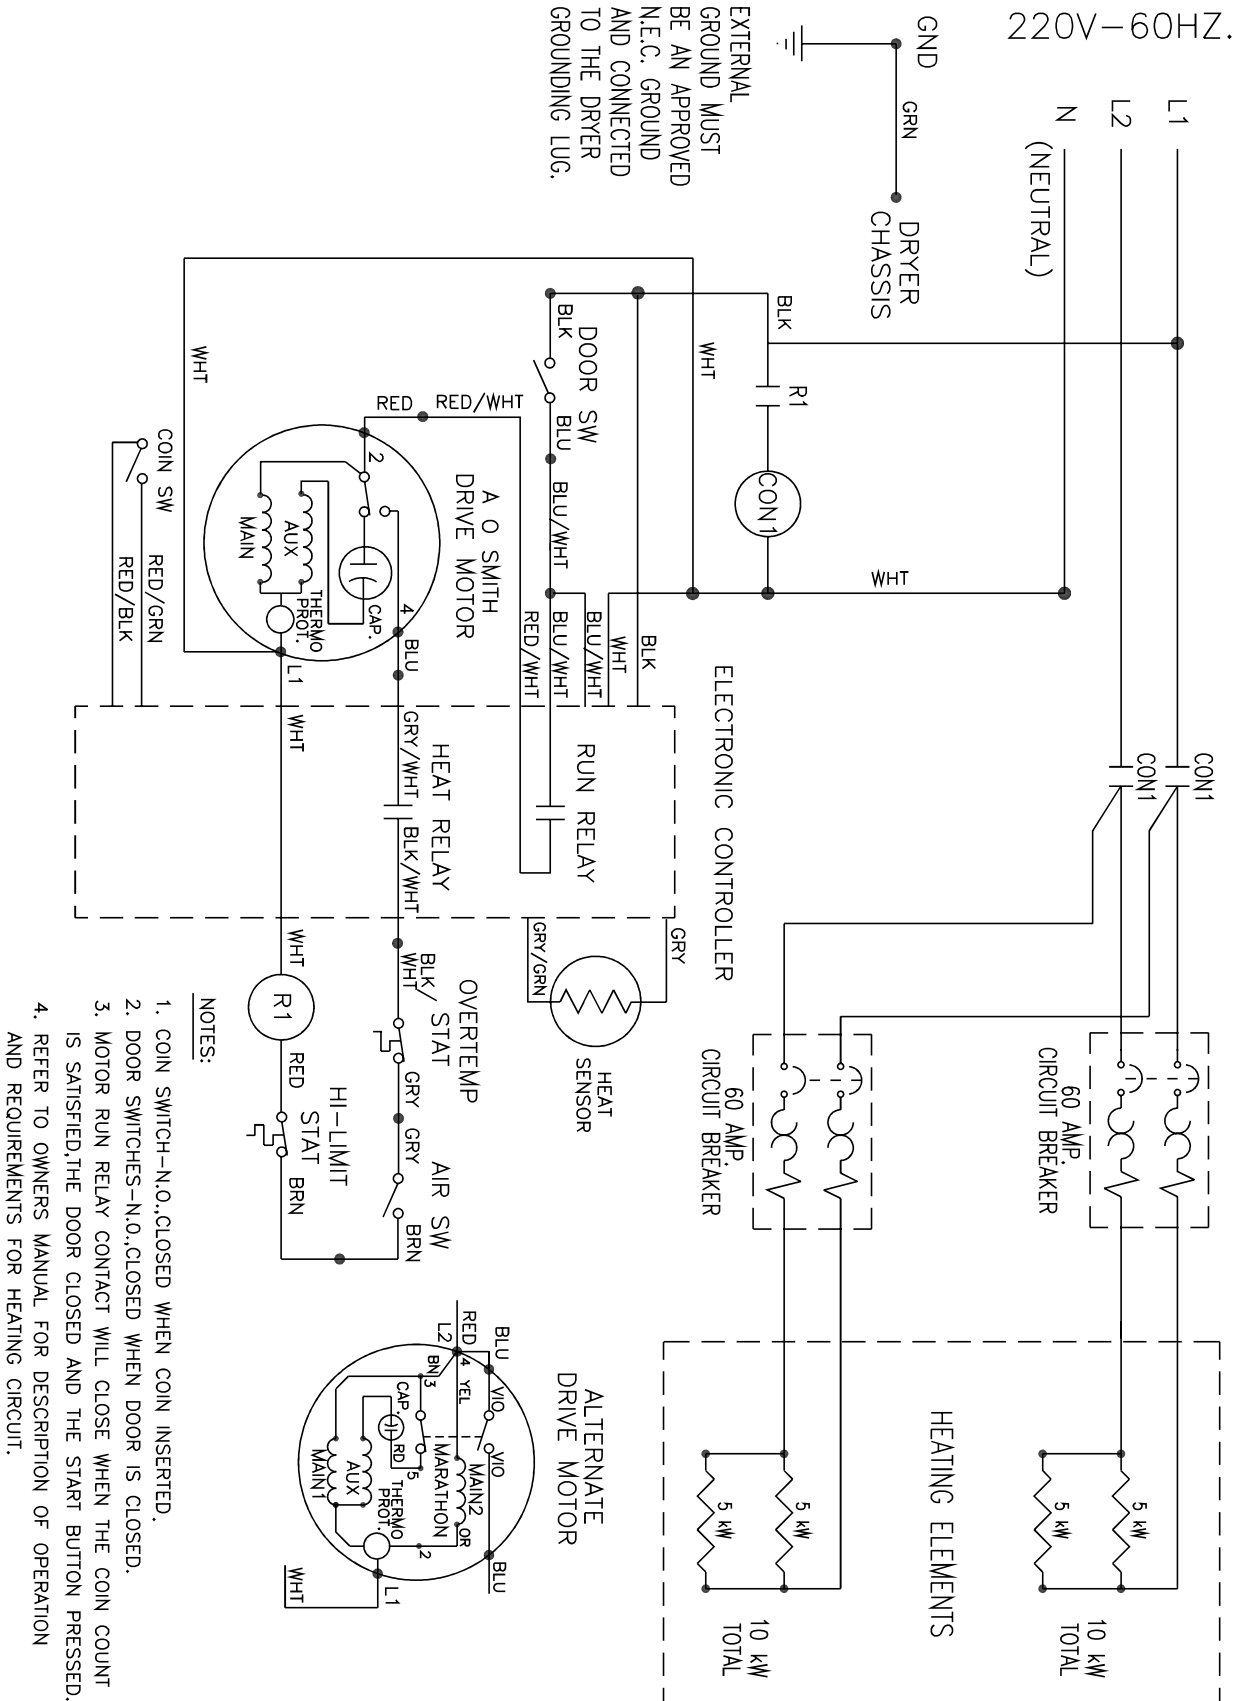 220V-60HZ.
L1
L2
N
(NEUTRAL)
GND
GRN
DRYER
CHASSIS
EXTERNAL
GROUND MUST
BE AN APPROVED
N.E.C. GROUND
AND CONNECTED
TO THE DRYER
GROUNDING LUG.
BLK
R1
CON1
WHT
WHT
BLK
DOOR SW
BLU
BLU/WHT
WHT
RED
RED/WHT
COIN SW
RED/GRN
RED/BLK
A O SMITH
DRIVE MOTOR
2
4
CAP.
AUX
MAIN
THERMO
PROT.
L1
BLU
BLK
WHT
BLU/WHT
BLU/WHT
RED/WHT
ELECTRONIC CONTROLLER
RUN RELAY
HEAT RELAY
GRY/WHT
BLK/WHT
WHT
WHT
CON1
CON1
GRY
GRY/GRN
HEAT
SENSOR
OVERTEMP
STAT
BLK/
WHT
GRY
GRY
AIR SW
BRN
R1
RED
HI-LIMIT
STAT
BRN
60 AMP.
CIRCUIT BREAKER
60 AMP.
CIRCUIT BREAKER
HEATING ELEMENTS
5 kW
5 kW
10 kW
TOTAL
5 kW
5 kW
10 kW
TOTAL
ALTERNATE
DRIVE MOTOR
BLU
RED
L2
4
YEL
VIO
VIO
BLU
BN
3
CAP.
RD
5
MAIN2
MARATHON
OR
2
AUX
MAIN1
THERMO
PROT.
L1
WHT
NOTES:
1. COIN SWITCH-N.O.,CLOSED WHEN COIN INSERTED.
2. DOOR SWITCHES-N.O.,CLOSED WHEN DOOR IS CLOSED.
3. MOTOR RUN RELAY CONTACT WILL CLOSE WHEN THE COIN COUNT
IS SATISFIED,THE DOOR CLOSED AND THE START BUTTON PRESSED.
4. REFER TO OWNERS MANUAL FOR DESCRIPTION OF OPERATION
AND REQUIREMENTS FOR HEATING CIRCUIT.